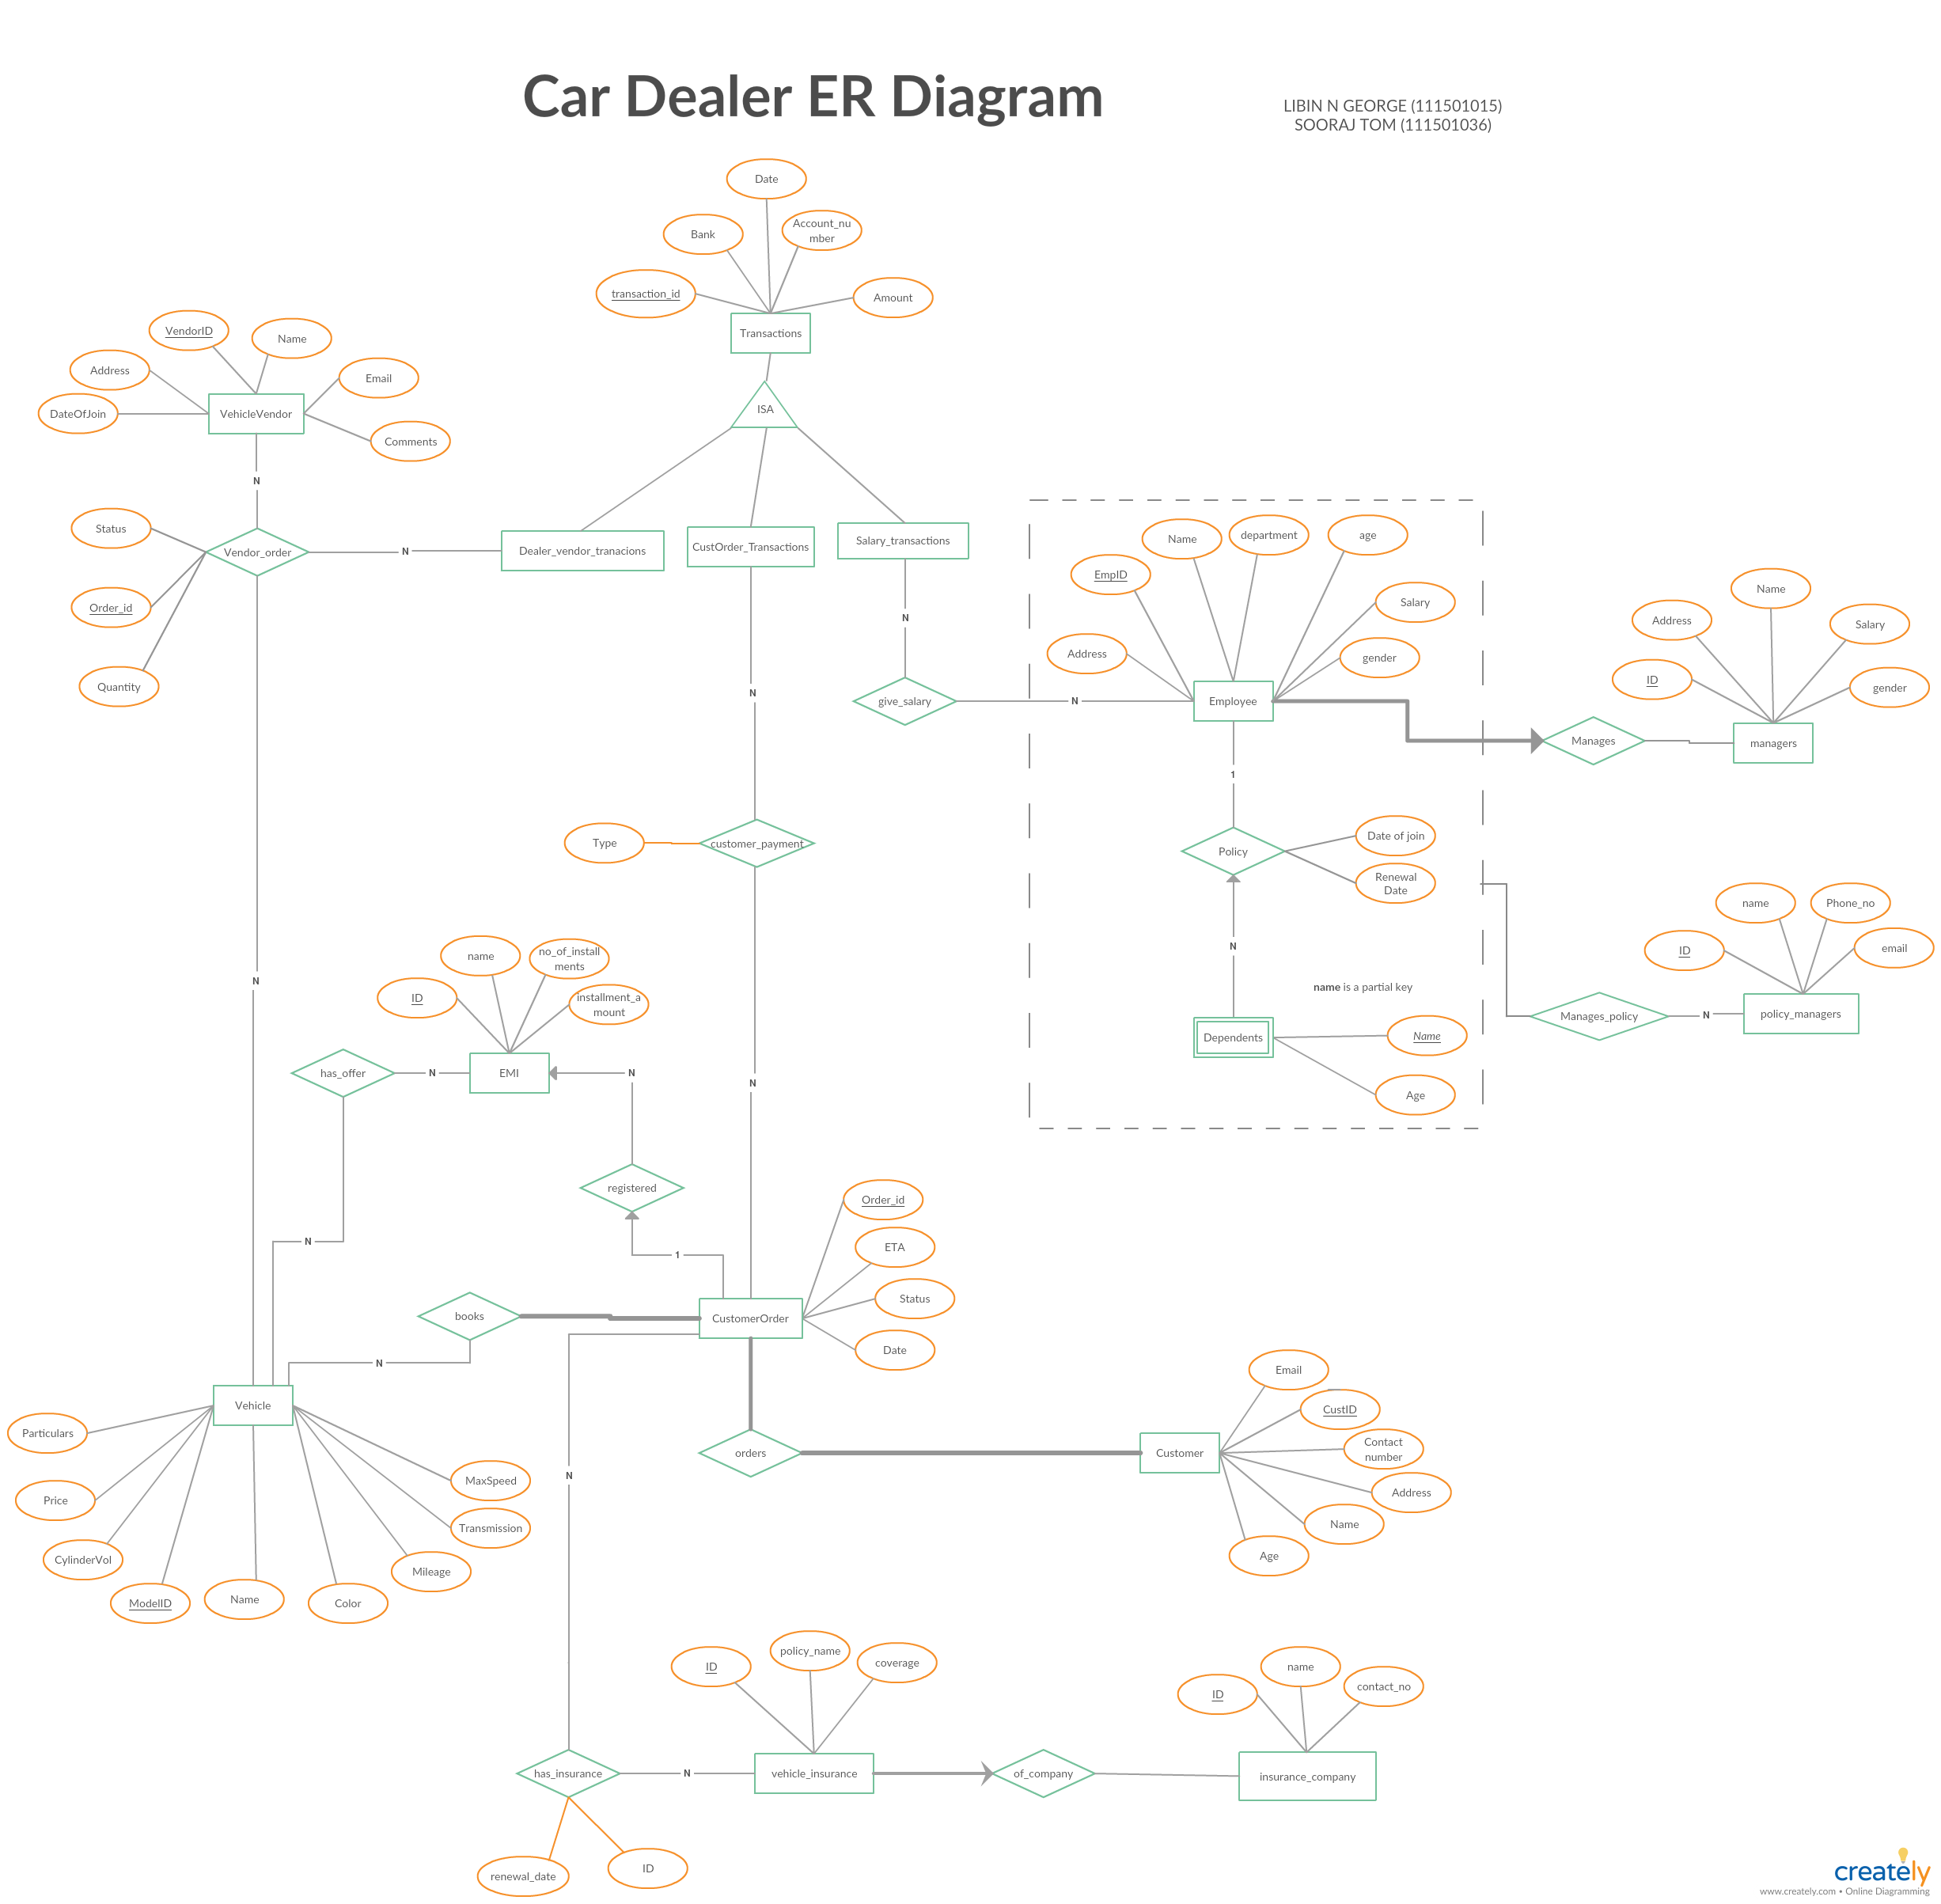 Car Dealer ER Diagram
LIBIN N GEORGE (111501015)
SOORAJ TOM (111501036)
Date
Bank
Account_nu
mber
transaction_id
Amount
Transactions
ISA
VendorID
Name
Address
Email
DateOfJoin
VehicleVendor
Comments
N
Status
Vendor_order
N
Dealer_vendor_tranacions
CustOrder_Transactions
Salary_transactions
Order_id
Quantity
N
N
give_salary
N
Name
department
age
EmpID
Salary
Address
gender
Employee
Name
Address
Salary
ID
gender
Manages
managers
1
Type
customer_payment
Policy
Date of join
Renewal
Date
N
name is a partial key
Dependents
Name
Age
name
Phone_no
ID
email
Manages_policy
N
policy_managers
N
name
no_of_install
ments
ID
installment_a
mount
has_offer
N
EMI
N
N
registered
N
1
Order_id
ETA
Status
Date
books
CustomerOrder
N
Vehicle
Particulars
Price
CylinderVol
ModelID
Name
Color
Mileage
Transmission
MaxSpeed
N
orders
Customer
Email
CustID
Contact
number
Address
Name
Age
ID
policy_name
coverage
ID
name
contact_no
has_insurance
N
vehicle_insurance
of_company
insurance_company
renewal_date
ID
creately
www.creately.com • Online Diagramming